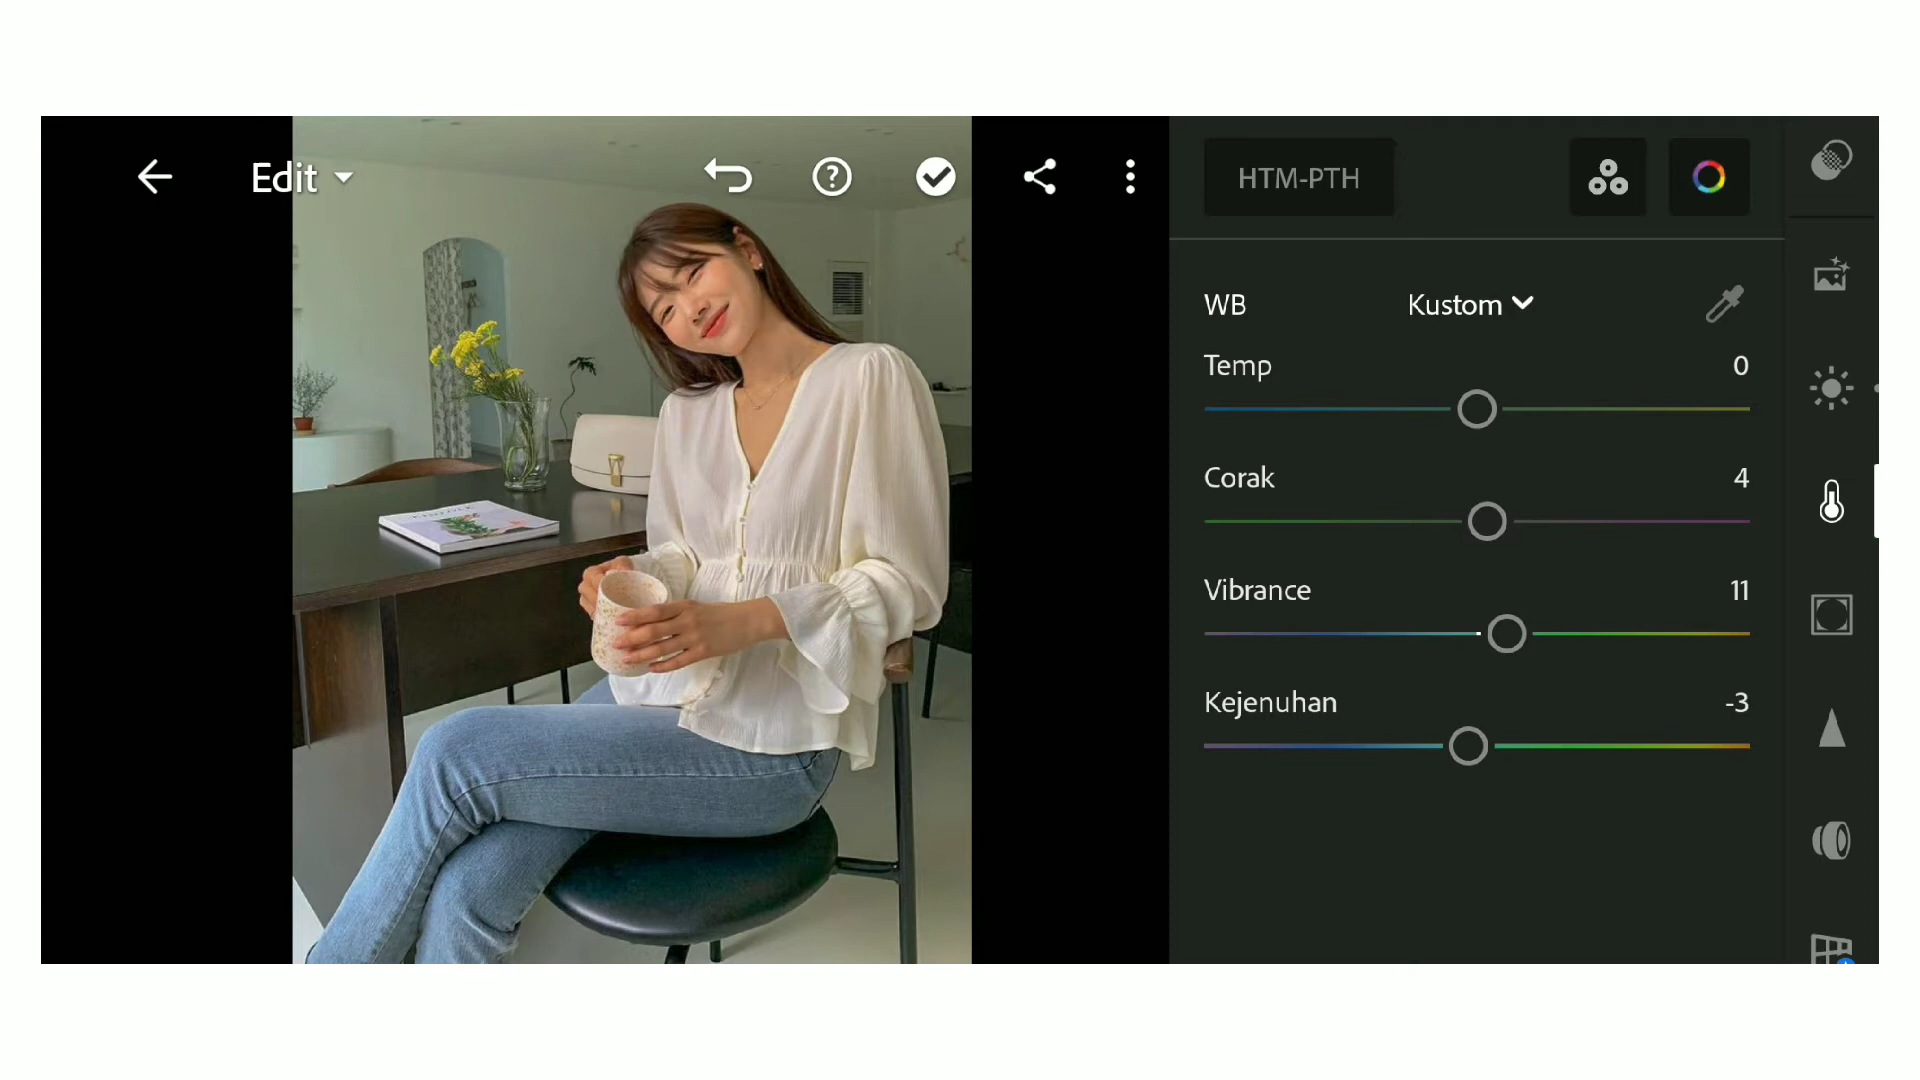 Edit
HTM-PTH
WB
Kustom
Temp
0
Corak
4
Vibrance
11
Kejenuhan
-3